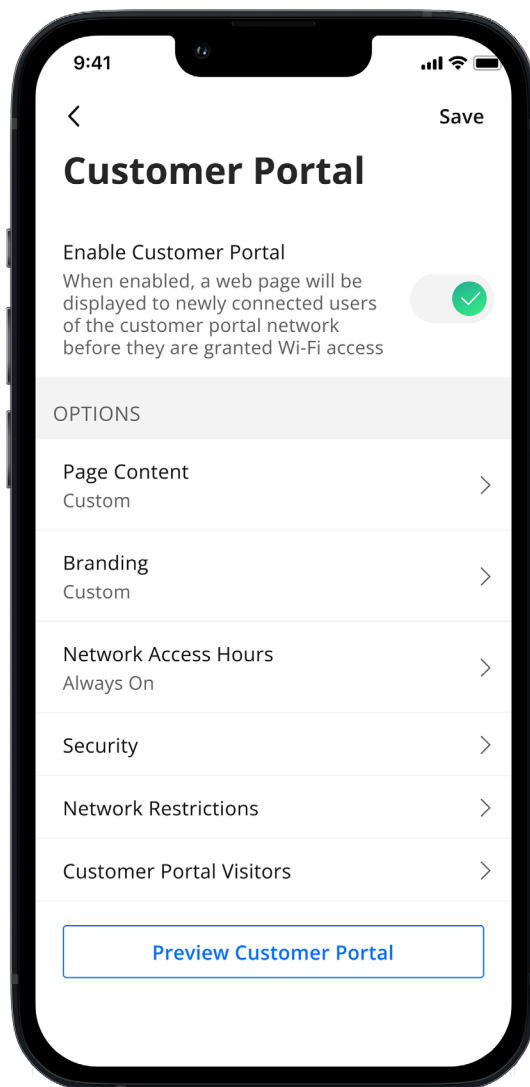 9:41
Save
Customer Portal
Enable Customer Portal
When enabled, a web page will be
displayed to newly connected users
of the customer portal network
before they are granted Wi-Fi access
OPTIONS
Page Content
Custom
Branding
Custom
Network Access Hours
Always On
Security
Network Restrictions
Customer Portal Visitors
Preview Customer Portal